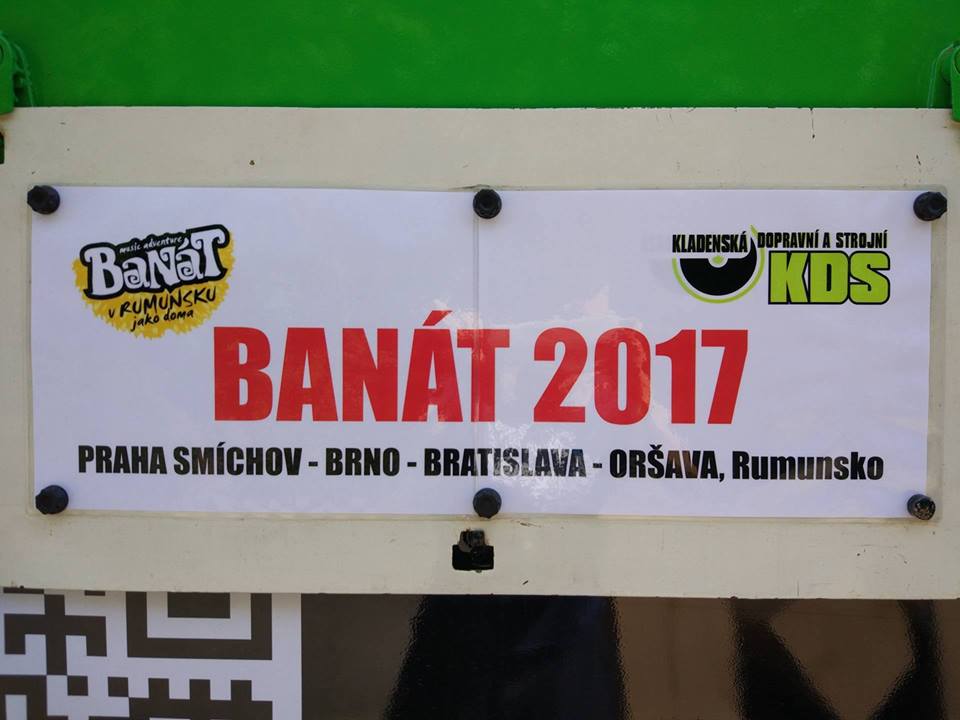 music adventure
BANÁT
V RUMUNSKU
jako doma
KLADENSKÁ DOPRAVNÍ A STROJNÍ
KDS
BANÁT 2017
PRAHA SMÍCHOV - BRNO - BRATISLAVA - ORŠAVA, Rumunsko